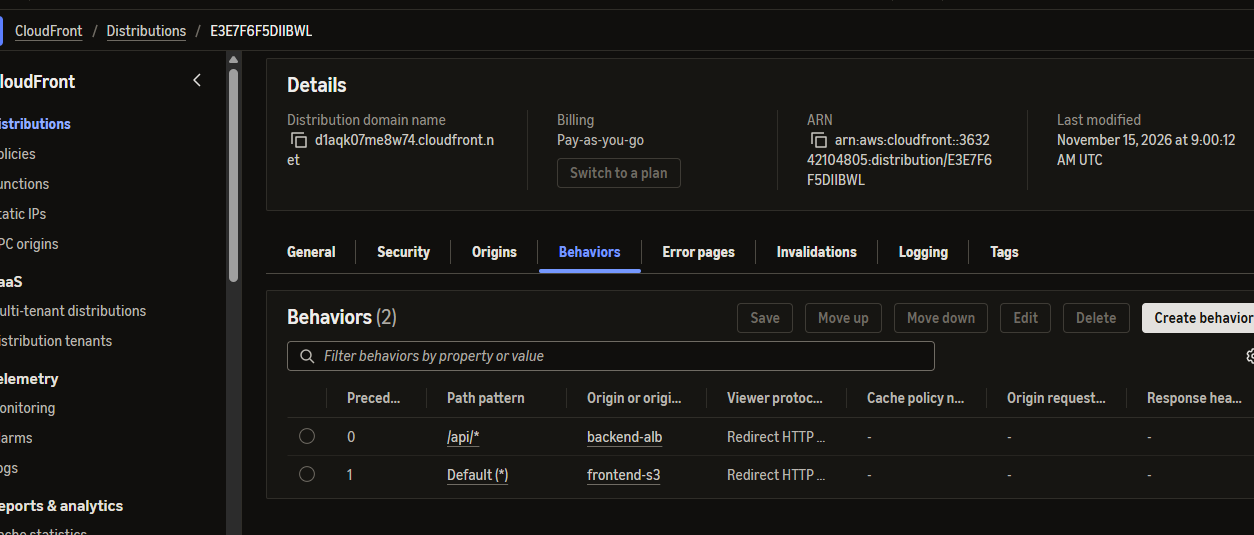 CloudFront / Distributions / E3E7F6F5DIIBWL
loudFront
istributions
olicies
unctions
tatic IPs
PC origins
aaS
ulti-tenant distributions
istribution tenants
elemetry
onitoring
larms
ogs
eports & analytics
ache statistics
Details
Distribution domain name
d1aqk07me8w74.cloudfront.n
et
Billing
Pay-as-you-go
Switch to a plan
ARN
arn:aws:cloudfront::3632
42104805:distribution/E3E7F6
F5DIIBWL
Last modified
November 15, 2026 at 9:00:12
AM UTC
General Security Origins Behaviors Error pages Invalidations Logging Tags
Behaviors (2)
Save Move up Move down Edit Delete Create behavior
Filter behaviors by property or value
Preced... Path pattern Origin or origi... Viewer protoc... Cache policy n... Origin request... Response hea...
0 /api/* backend-alb Redirect HTTP ... - - -
1 Default (*) frontend-s3 Redirect HTTP ... - - -